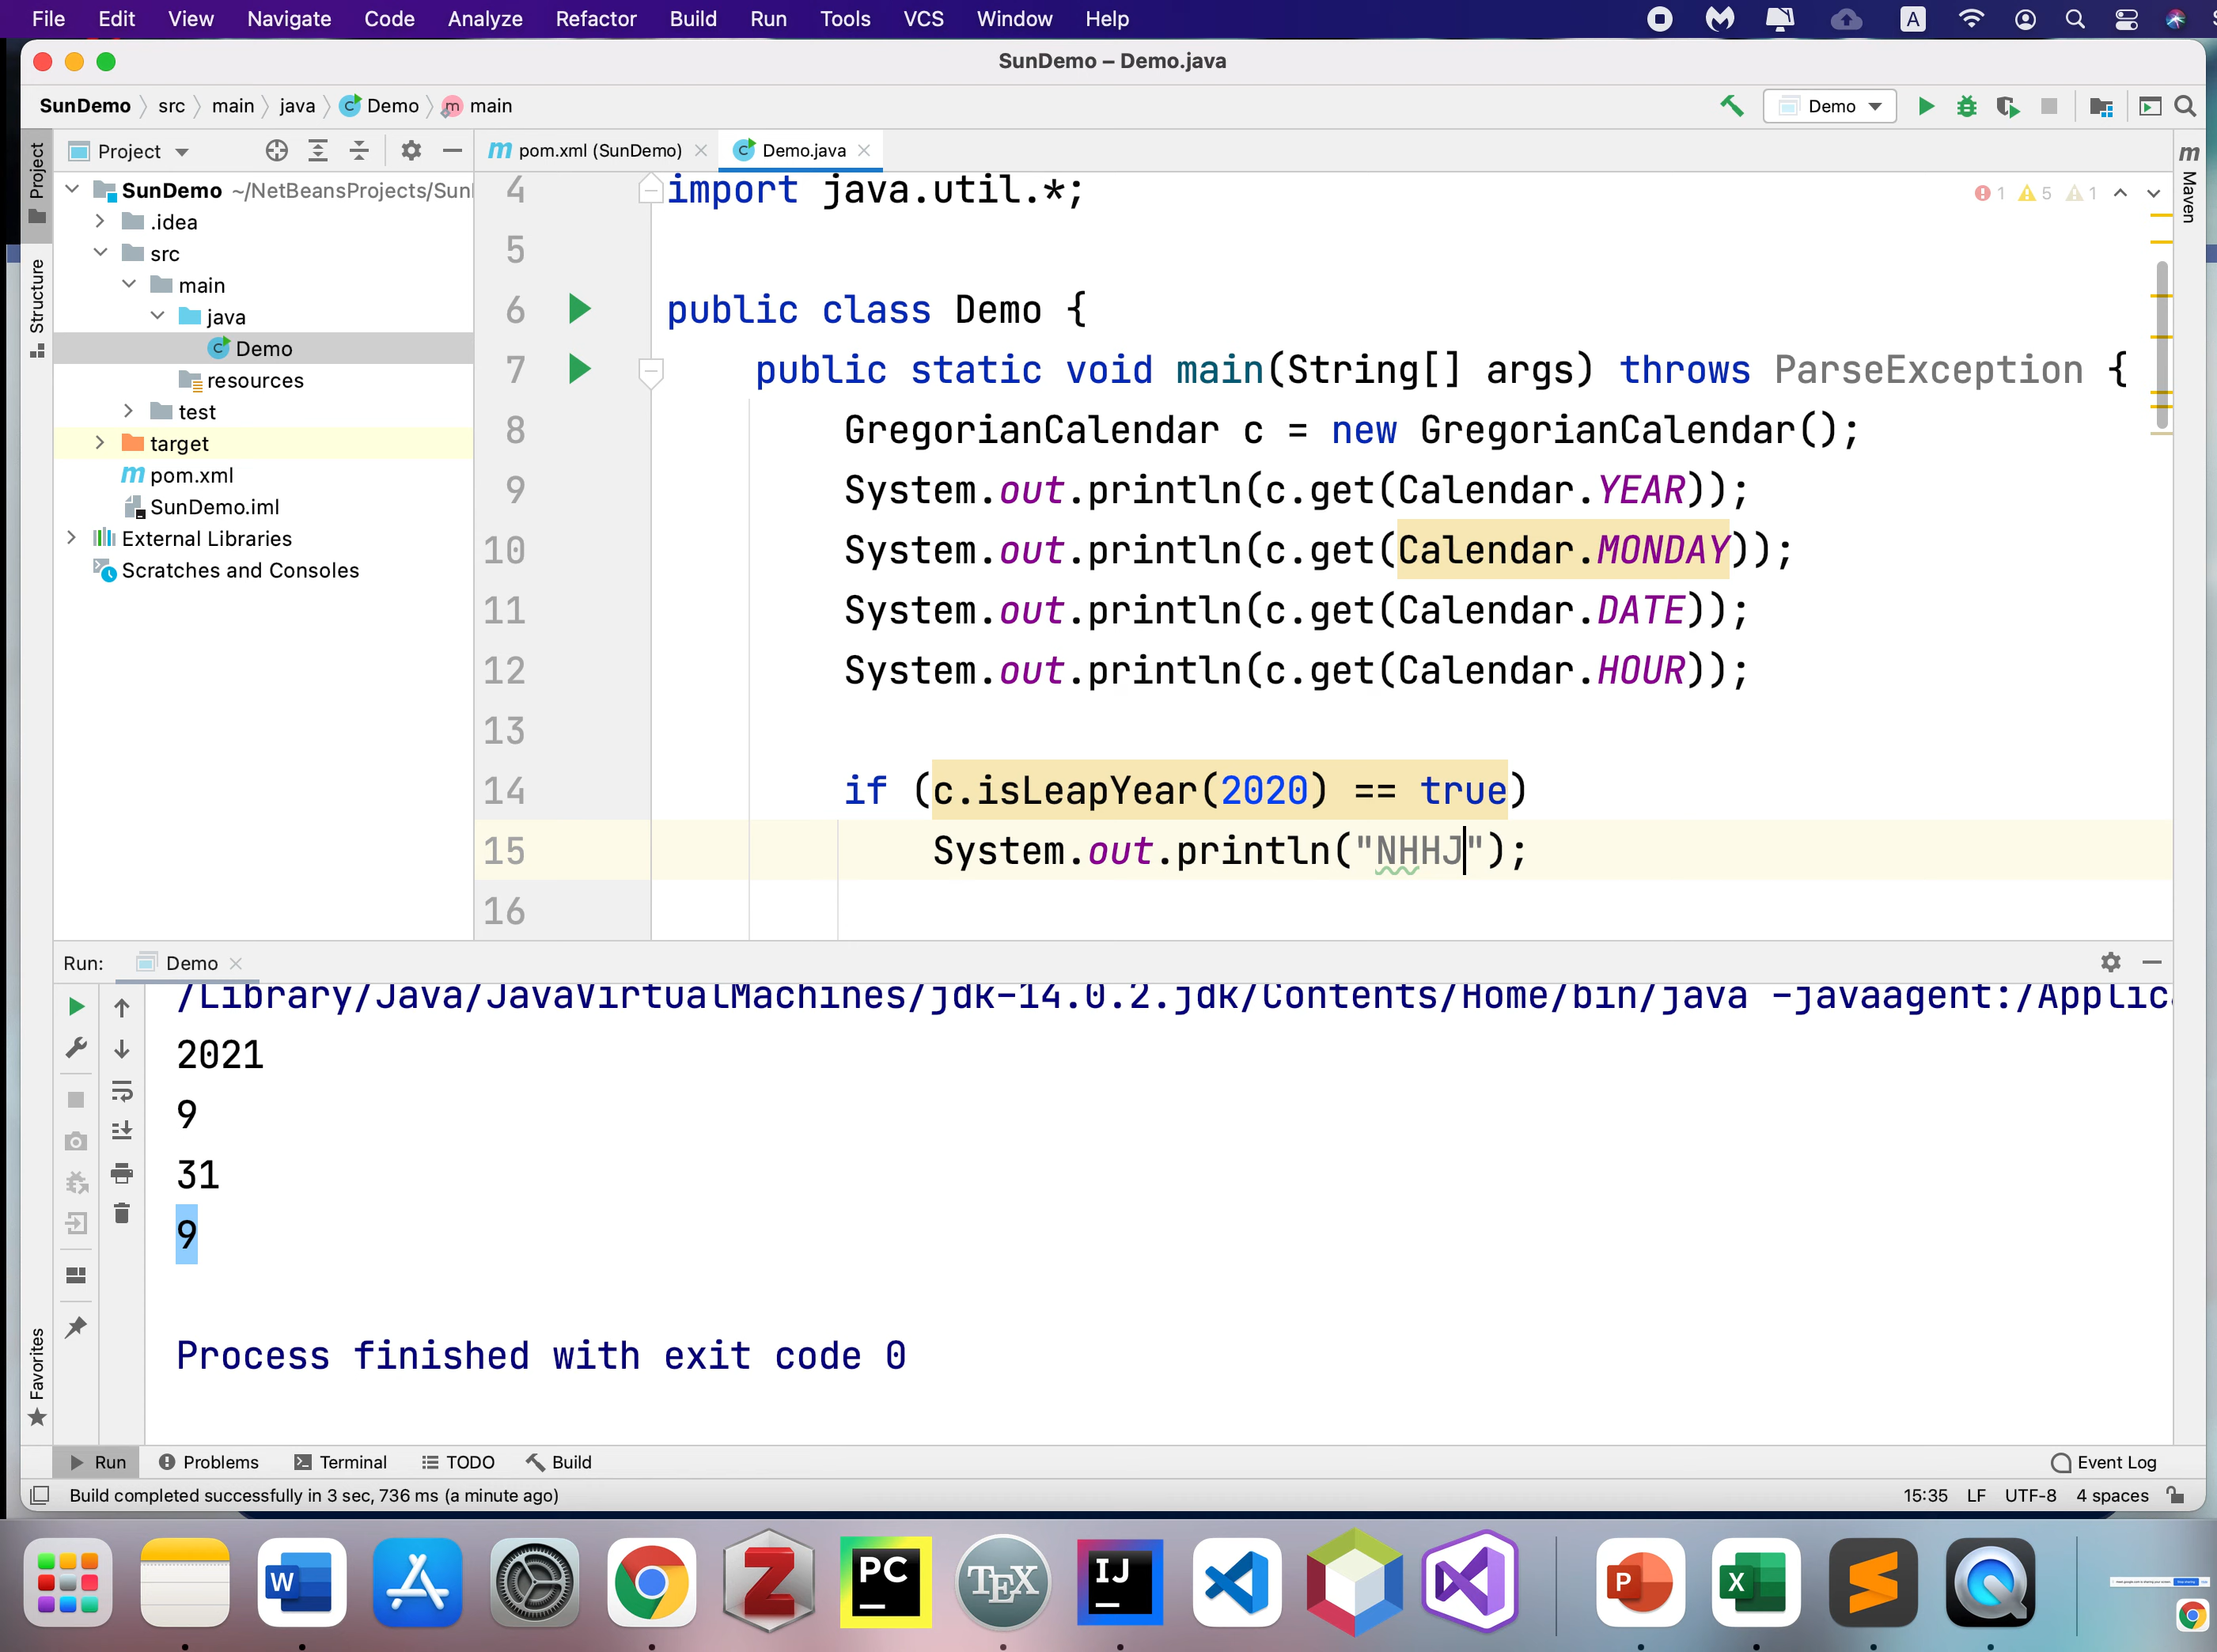 File Edit View Navigate Code Analyze Refactor Build Run Tools VCS Window Help
SunDemo – Demo.java
SunDemo src main java Demo main
Demo
Project
pom.xml (SunDemo) Demo.java
Project
Structure
Favorites
Maven
SunDemo ~/NetBeansProjects/Sun
.idea
src
main
java
Demo
resources
test
target
pom.xml
SunDemo.iml
External Libraries
Scratches and Consoles
1 5 1
4 import java.util.*;
5
6 public class Demo {
7 public static void main(String[] args) throws ParseException {
8 GregorianCalendar c = new GregorianCalendar();
9 System.out.println(c.get(Calendar.YEAR));
10 System.out.println(c.get(Calendar.MONDAY));
11 System.out.println(c.get(Calendar.DATE));
12 System.out.println(c.get(Calendar.HOUR));
13
14 if (c.isLeapYear(2020) == true)
15 System.out.println("NHHJ");
16
Run: Demo
/Library/Java/JavaVirtualMachines/jdk-14.0.2.jdk/Contents/Home/bin/java -javaagent:/Applic
2021
9
31
9
Process finished with exit code 0
Run Problems Terminal TODO Build Event Log
Build completed successfully in 3 sec, 736 ms (a minute ago) 15:35 LF UTF-8 4 spaces
W Z PC TEX IJ P X